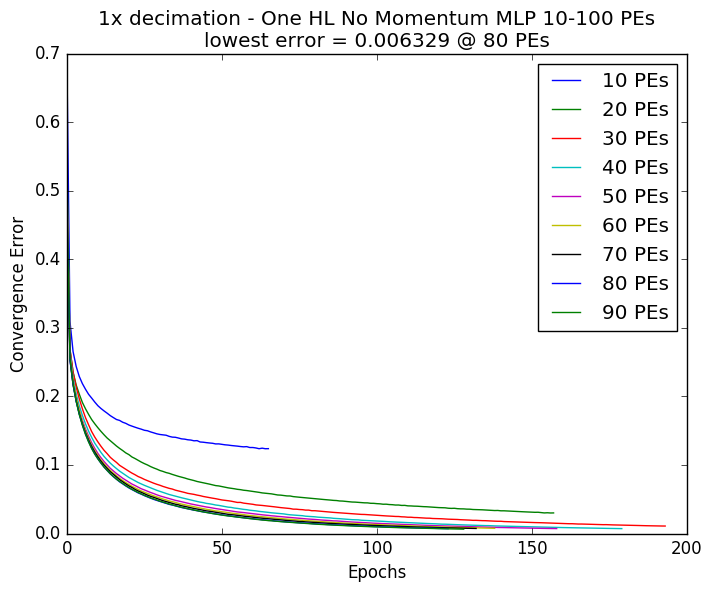 1x decimation - One HL No Momentum MLP 10-100 PEs
lowest error = 0.006329 @ 80 PEs
0.7
0.6
0.5
0.4
0.3
0.2
0.1
0.0
Convergence Error
0
50
100
150
200
Epochs
10 PEs
20 PEs
30 PEs
40 PEs
50 PEs
60 PEs
70 PEs
80 PEs
90 PEs